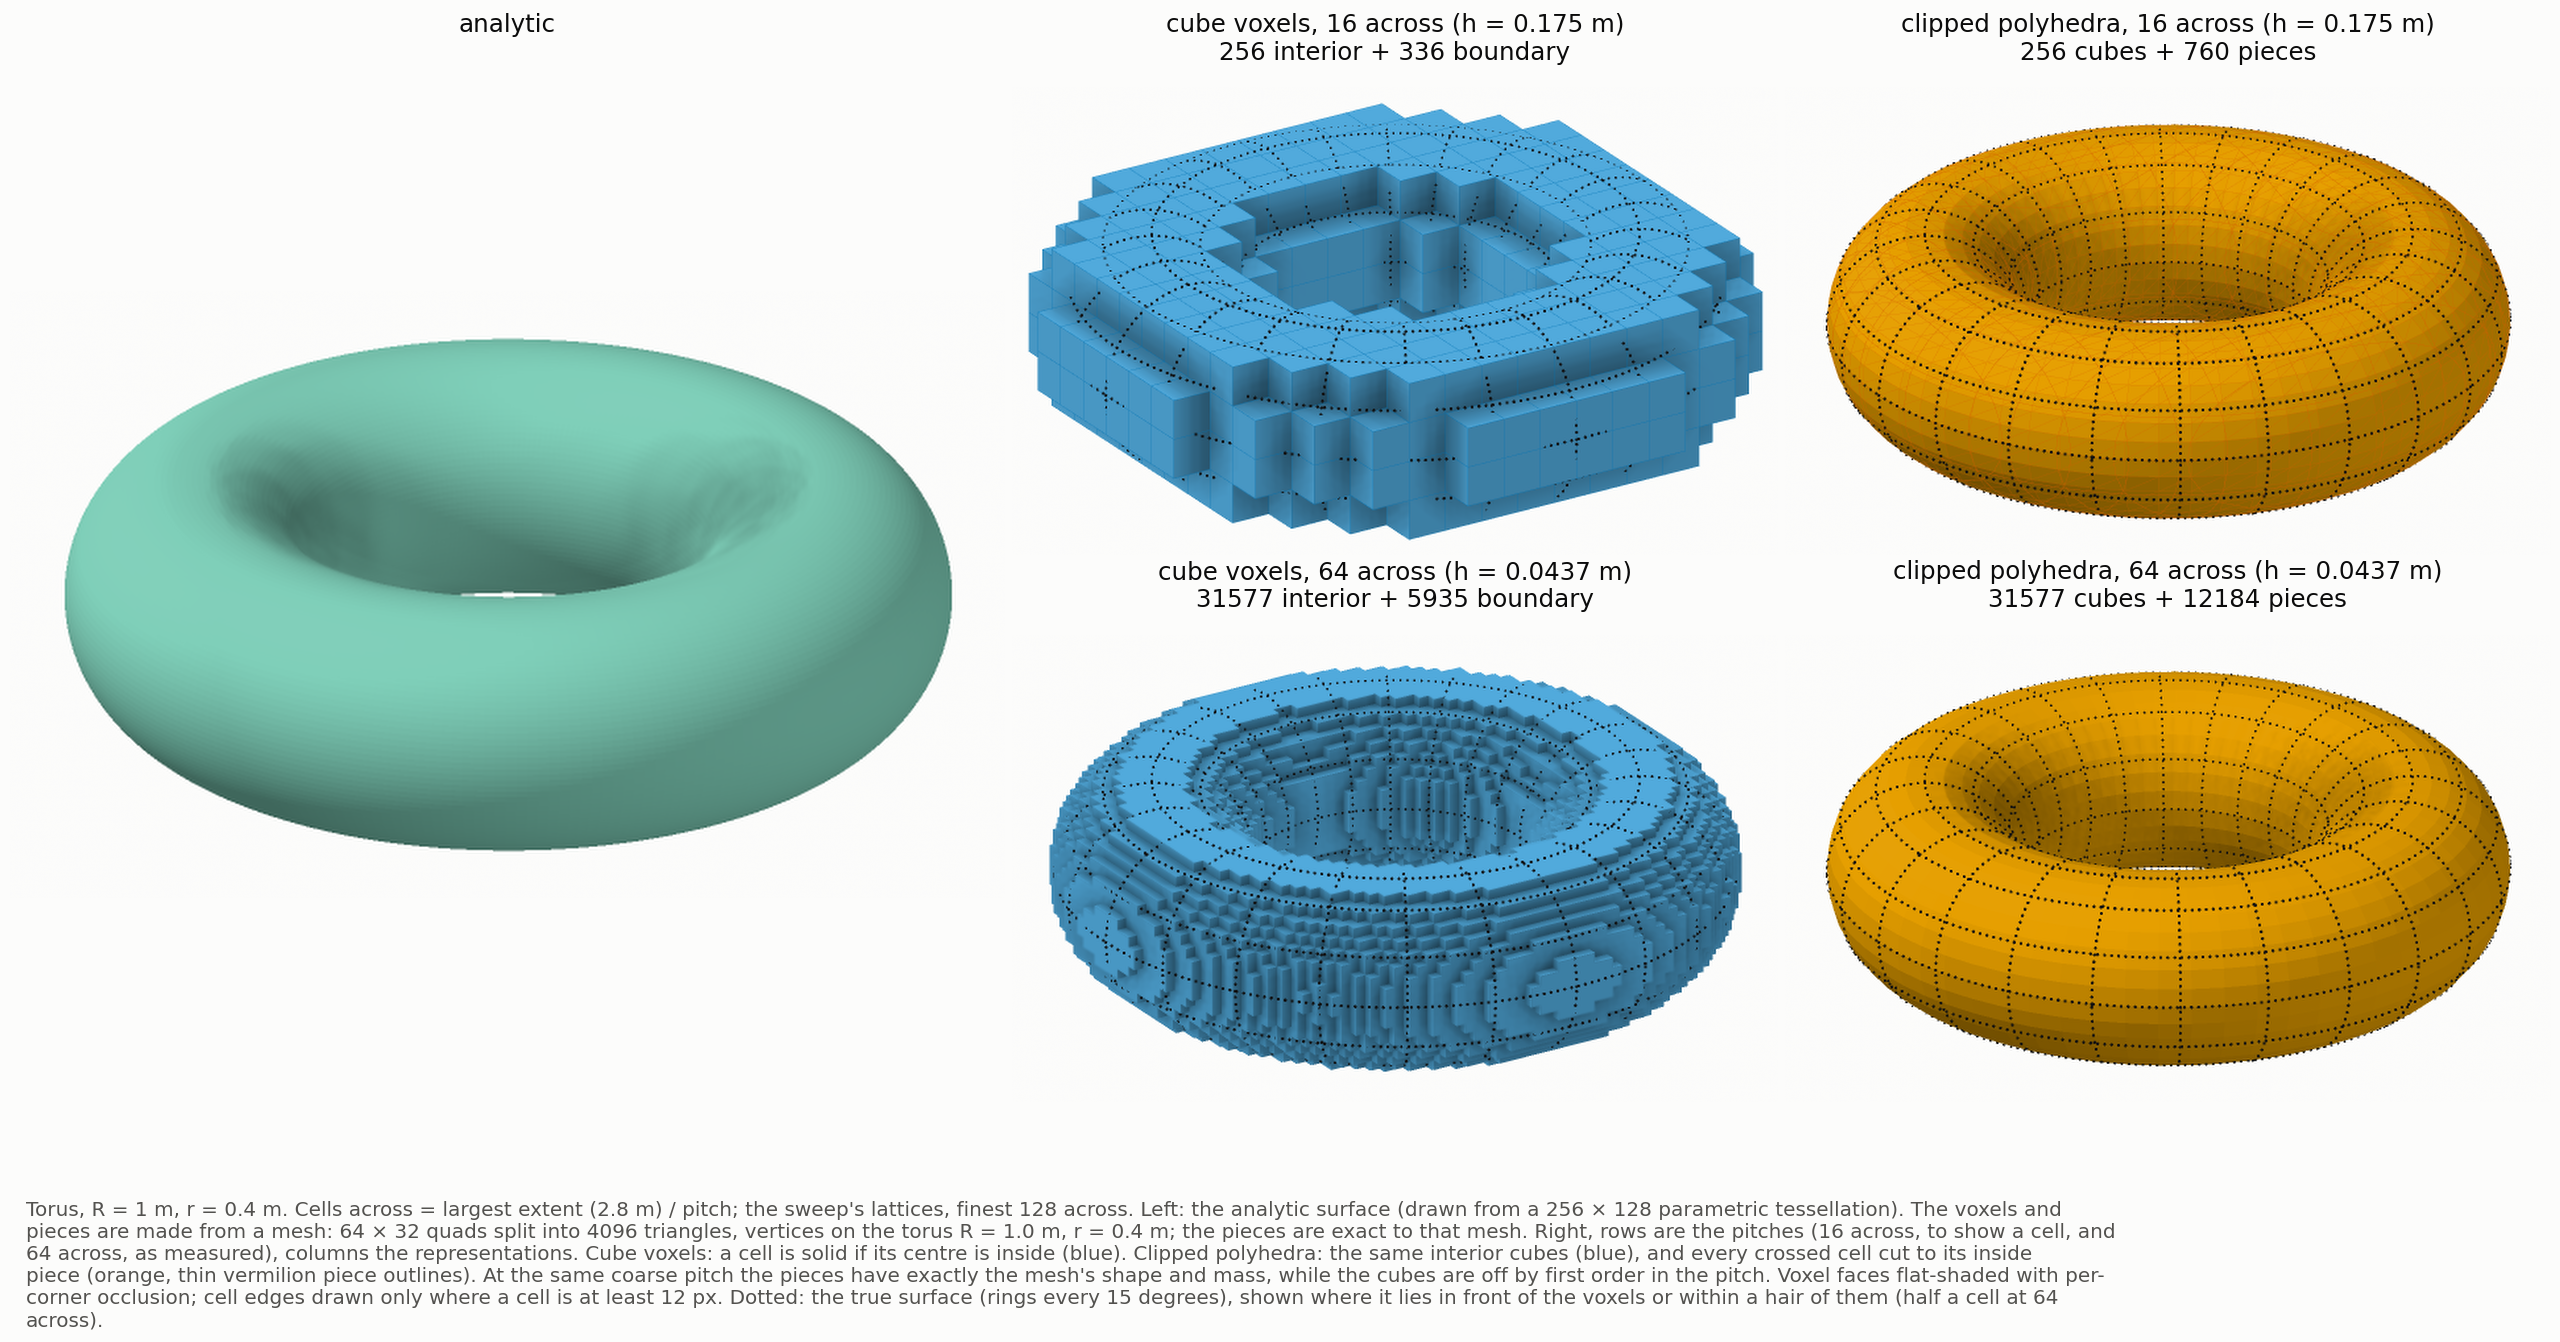 analytic
cube voxels, 16 across (h = 0.175 m)
256 interior + 336 boundary
clipped polyhedra, 16 across (h = 0.175 m)
256 cubes + 760 pieces
cube voxels, 64 across (h = 0.0437 m)
31577 interior + 5935 boundary
clipped polyhedra, 64 across (h = 0.0437 m)
31577 cubes + 12184 pieces
Torus, R = 1 m, r = 0.4 m. Cells across = largest extent (2.8 m) / pitch; the sweep's lattices, finest 128 across. Left: the analytic surface (drawn from a 256 × 128 parametric tessellation). The voxels and
pieces are made from a mesh: 64 × 32 quads split into 4096 triangles, vertices on the torus R = 1.0 m, r = 0.4 m; the pieces are exact to that mesh. Right, rows are the pitches (16 across, to show a cell, and
64 across, as measured), columns the representations. Cube voxels: a cell is solid if its centre is inside (blue). Clipped polyhedra: the same interior cubes (blue), and every crossed cell cut to its inside
piece (orange, thin vermilion piece outlines). At the same coarse pitch the pieces have exactly the mesh's shape and mass, while the cubes are off by first order in the pitch. Voxel faces flat-shaded with per-
corner occlusion; cell edges drawn only where a cell is at least 12 px. Dotted: the true surface (rings every 15 degrees), shown where it lies in front of the voxels or within a hair of them (half a cell at 64
across).